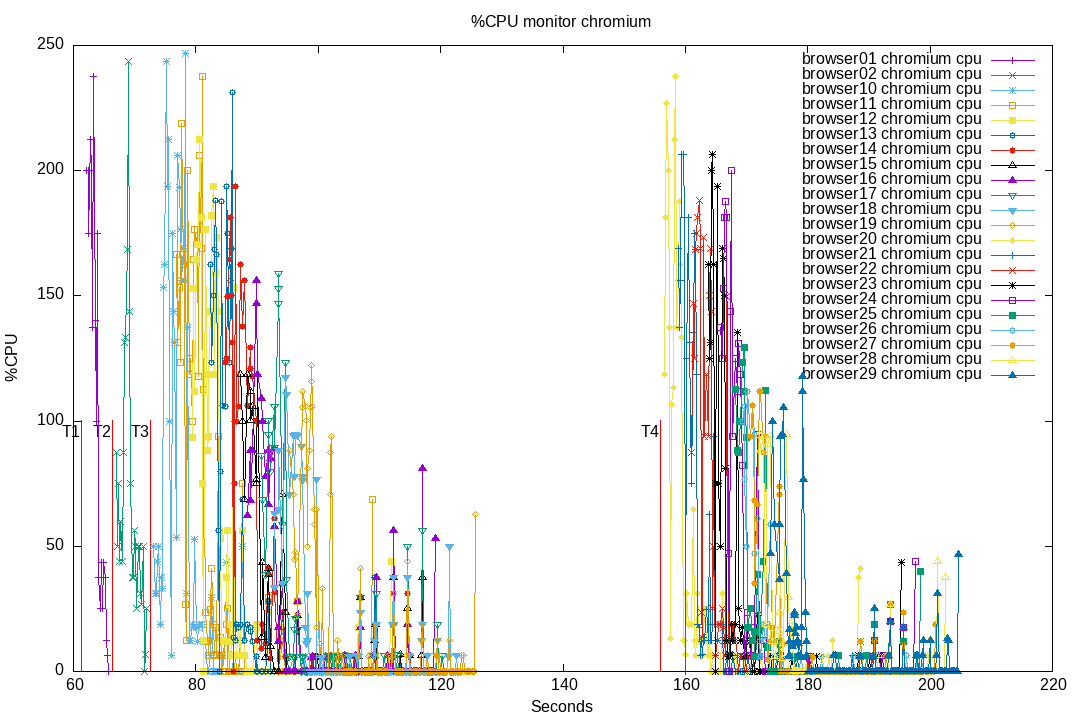 %CPU monitor chromium
250
200
150
100
50
0
%CPU
60
80
100
120
140
160
180
200
220
Seconds
T1
T2
T3
T4
browser01 chromium cpu
browser02 chromium cpu
browser10 chromium cpu
browser11 chromium cpu
browser12 chromium cpu
browser13 chromium cpu
browser14 chromium cpu
browser15 chromium cpu
browser16 chromium cpu
browser17 chromium cpu
browser18 chromium cpu
browser19 chromium cpu
browser20 chromium cpu
browser21 chromium cpu
browser22 chromium cpu
browser23 chromium cpu
browser24 chromium cpu
browser25 chromium cpu
browser26 chromium cpu
browser27 chromium cpu
browser28 chromium cpu
browser29 chromium cpu